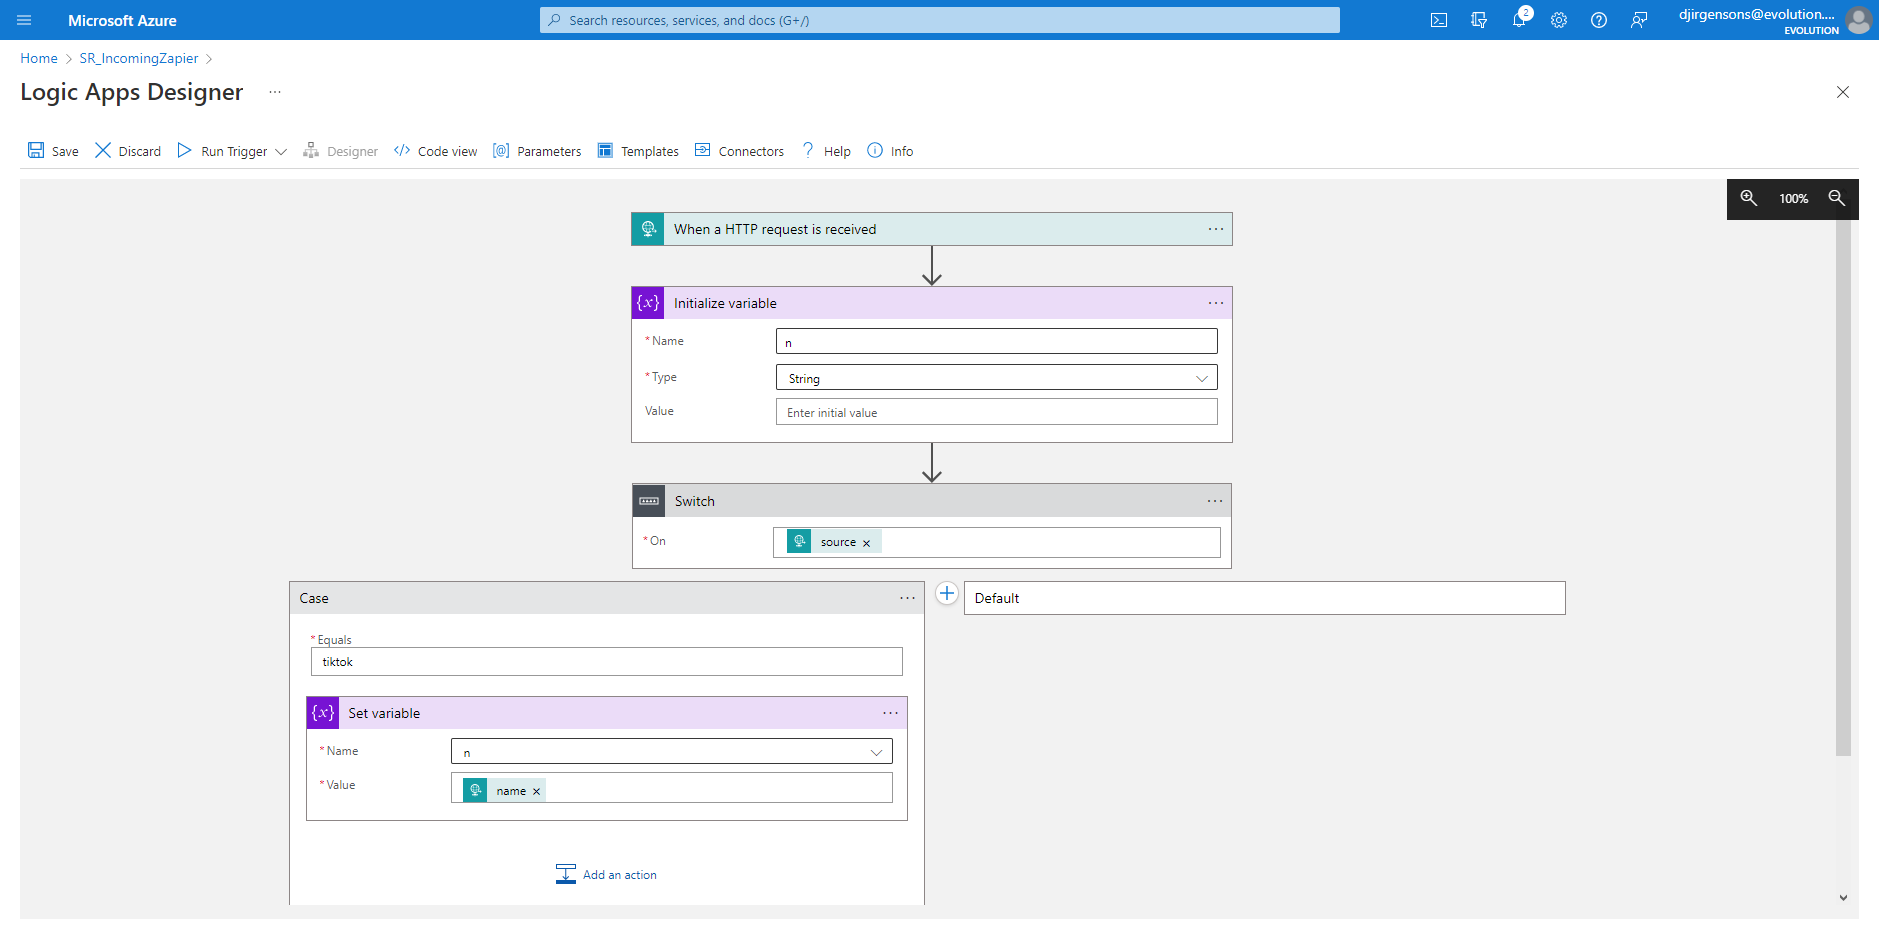 Microsoft Azure
Search resources, services, and docs (G+/)
2
djirgensons@evolution....
EVOLUTION
Home > SR_IncomingZapier >
Logic Apps Designer ...
Save Discard Run Trigger Designer Code view Parameters Templates Connectors Help Info
100%
When a HTTP request is received
{x} Initialize variable
* Name n
* Type String
Value Enter initial value
Switch
* On source ×
Case
Default
* Equals
tiktok
{x} Set variable
* Name n
* Value name ×
Add an action